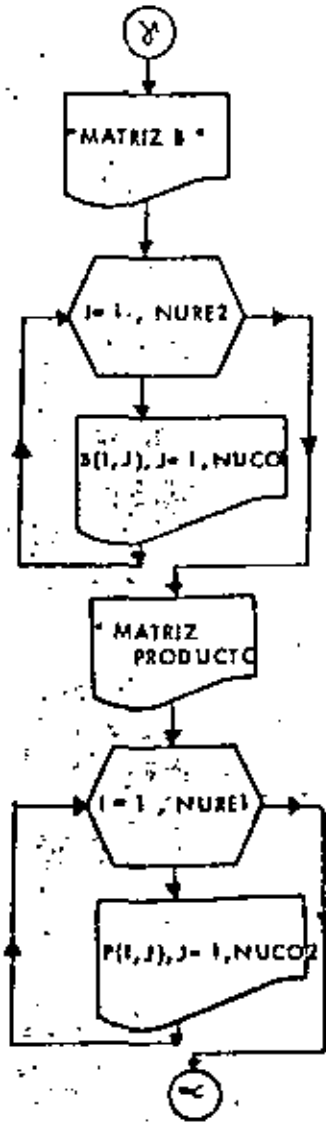 "MATRIZ B "
J= 1., NURE2
B(I,J),J= 1,NUCO
" MATRIZ
PRODUCTO
I = 1 , NURE1
P(I,J),J= 1,NUCO2